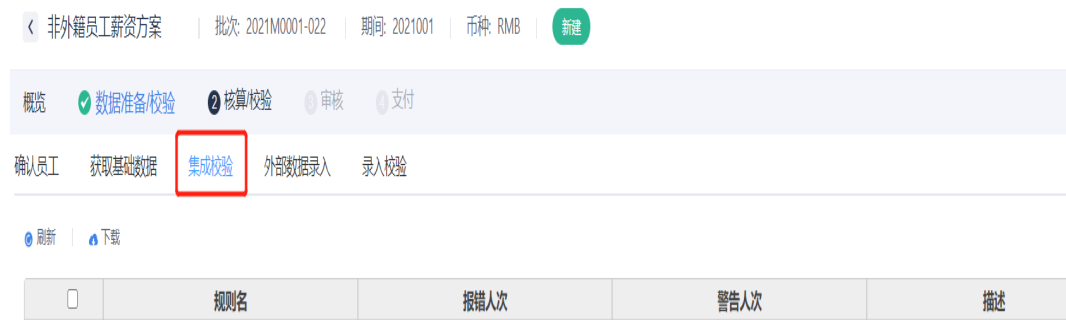 非外籍员工薪资方案 批次: 2021M0001-022 期间: 2021001 币种: RMB 新建
概览 数据准备/校验 2 核算/校验 3 审核 4 支付
确认员工 获取基础数据 集成校验 外部数据录入 录入校验
刷新 下载
规则名 报错人次 警告人次 描述